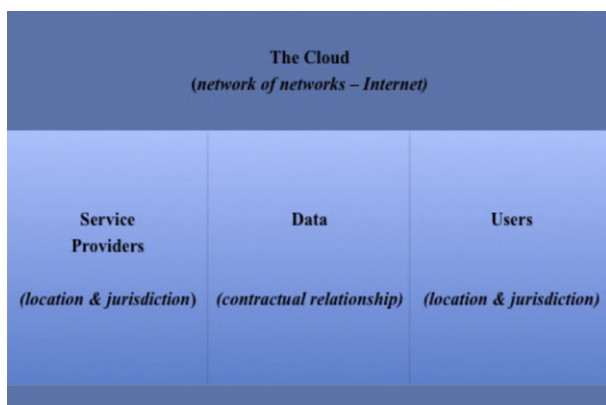 The Cloud
(network of networks – Internet)
Service
Providers
(location & jurisdiction)
Data
(contractual relationship)
Users
(location & jurisdiction)